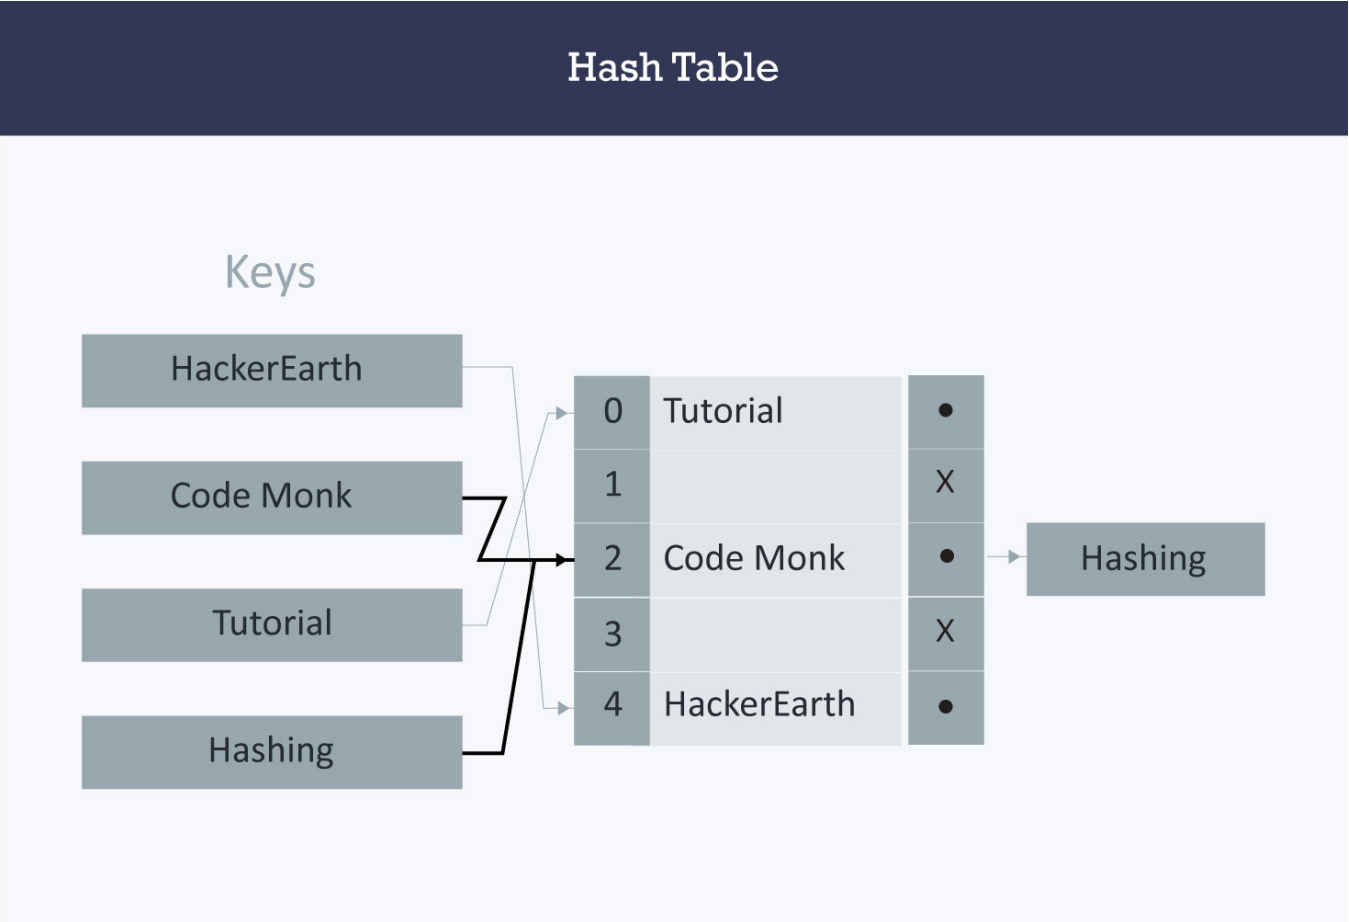 Hash Table
Keys
HackerEarth
Code Monk
Tutorial
Hashing
0 Tutorial
1 X
2 Code Monk Hashing
3 X
4 HackerEarth